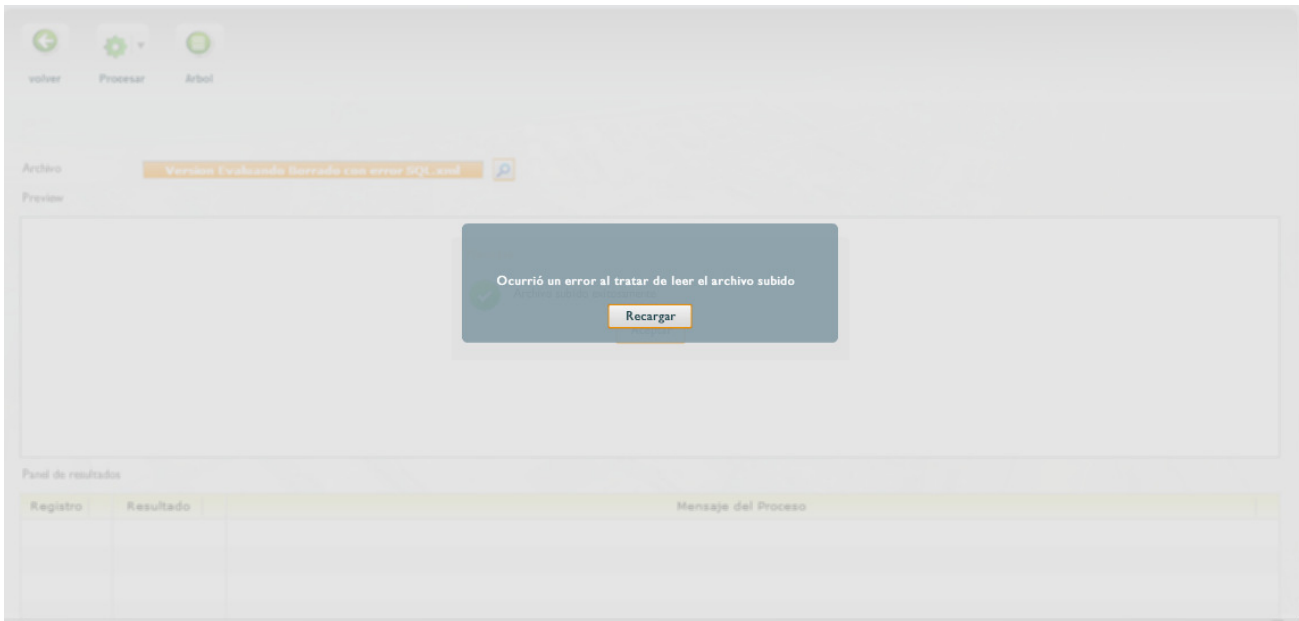 volver
Procesar
Arbol
Archivo
Version Evaluando Borrado con error SQL.xml
Preview
Ocurrió un error al tratar de leer el archivo subido
Recargar
Panel de resultados
Registro
Resultado
Mensaje del Proceso